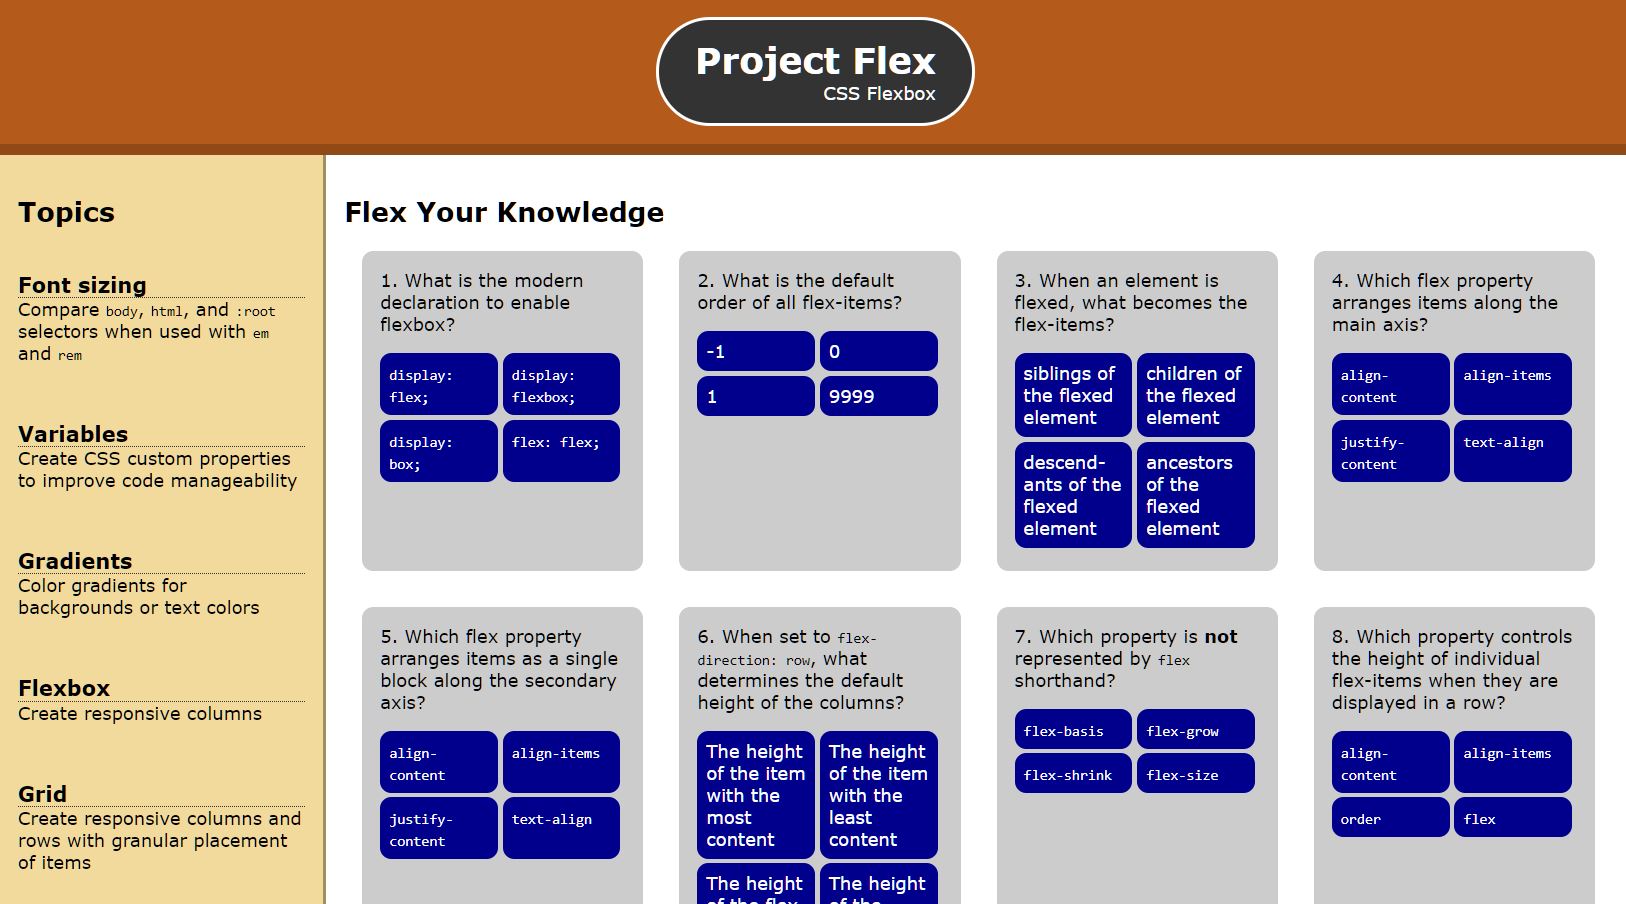 Project Flex
CSS Flexbox
Topics
Font sizing
Compare body, html, and :root
selectors when used with em
and rem
Variables
Create CSS custom properties
to improve code manageability
Gradients
Color gradients for
backgrounds or text colors
Flexbox
Create responsive columns
Grid
Create responsive columns and
rows with granular placement
of items
Flex Your Knowledge
1. What is the modern
declaration to enable
flexbox?
display:
flex;
display:
flexbox;
display:
box;
flex: flex;
2. What is the default
order of all flex-items?
-1
0
1
9999
3. When an element is
flexed, what becomes the
flex-items?
siblings of
the flexed
element
children of
the flexed
element
descend-
ants of the
flexed
element
ancestors
of the
flexed
element
4. Which flex property
arranges items along the
main axis?
align-
content
align-items
justify-
content
text-align
5. Which flex property
arranges items as a single
block along the secondary
axis?
align-
content
align-items
justify-
content
text-align
6. When set to flex-
direction: row, what
determines the default
height of the columns?
The height
of the item
with the
most
content
The height
of the item
with the
least
content
The height
of the flex
The height
of the
7. Which property is not
represented by flex
shorthand?
flex-basis
flex-grow
flex-shrink
flex-size
8. Which property controls
the height of individual
flex-items when they are
displayed in a row?
align-
content
align-items
order
flex